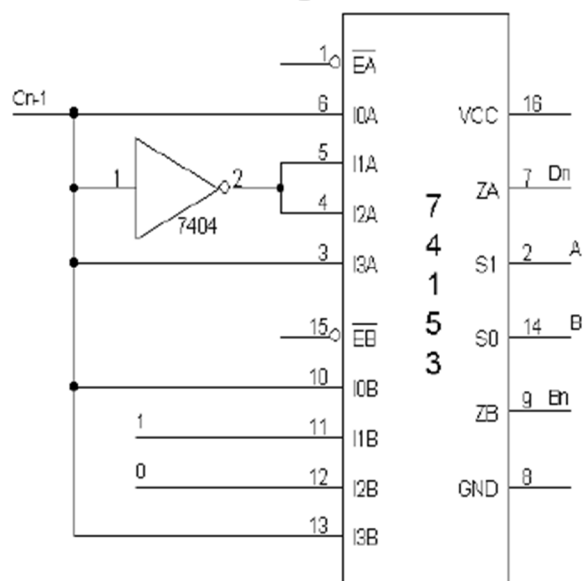 1 EA
Cn-1 6 I0A VCC 16
5 I1A
1 2 ZA 7 Dn
7404
4 I2A
3 I3A S1 2 A
74153
15 EB S0 14 B
10 I0B
ZB 9 Bn
1 11 I1B
0 12 I2B GND 8
13 I3B